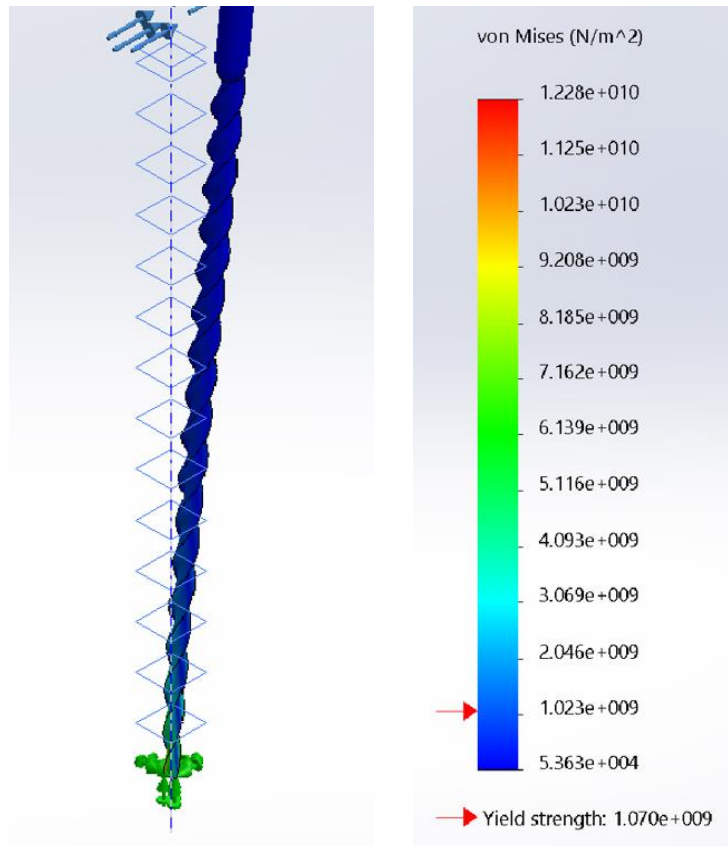 von Mises (N/m^2)
1.228e+010
1.125e+010
1.023e+010
9.208e+009
8.185e+009
7.162e+009
6.139e+009
5.116e+009
4.093e+009
3.069e+009
2.046e+009
1.023e+009
5.363e+004
Yield strength: 1.070e+009